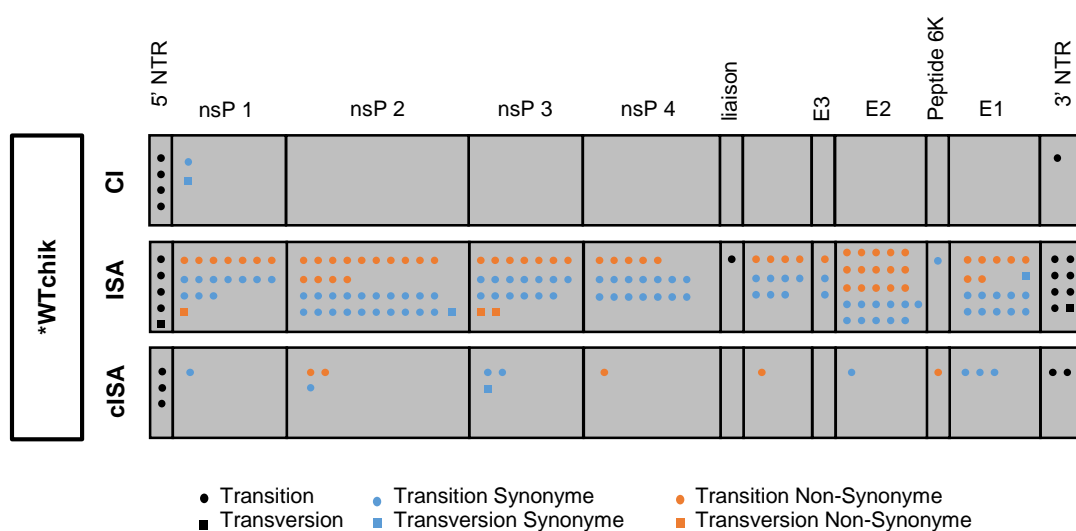 5' NTR
nsP 1
nsP 2
nsP 3
nsP 4
liaison
E3
E2
Peptide 6K
E1
3' NTR
*WTchik
CI
ISA
cISA
Transition
Transition Synonyme
Transition Non-Synonyme
Transversion
Transversion Synonyme
Transversion Non-Synonyme